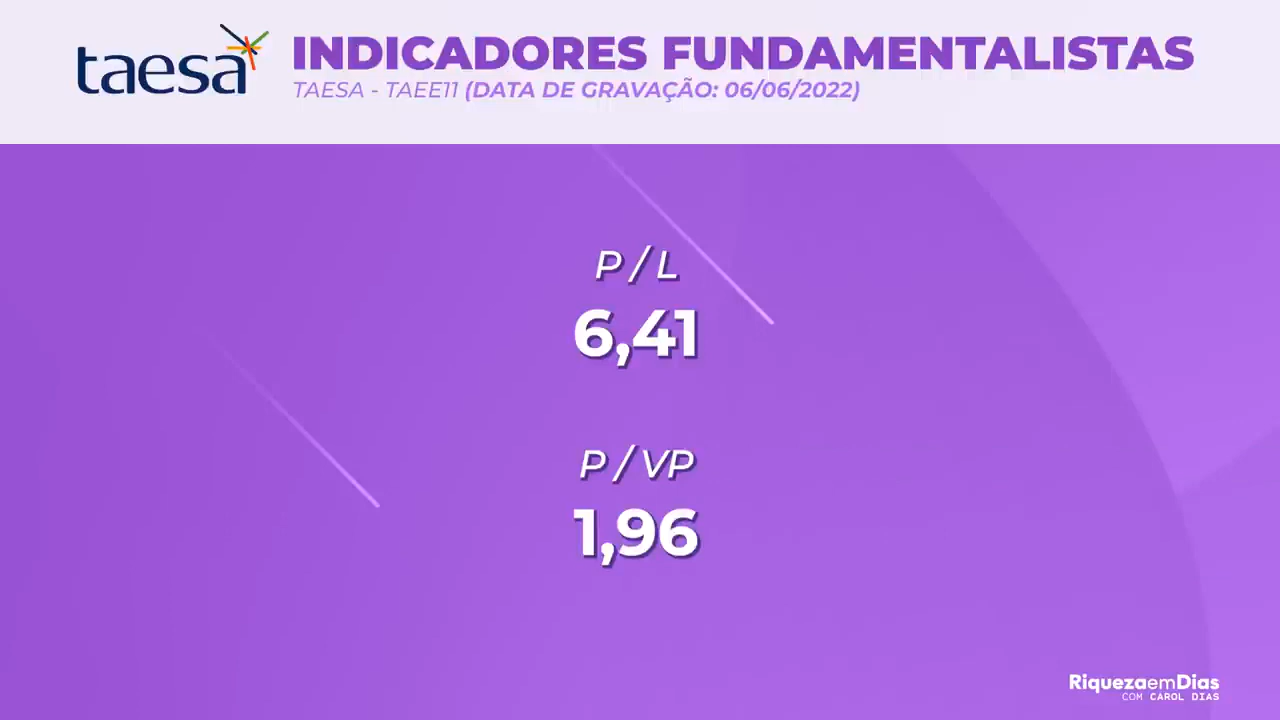 taesa
INDICADORES FUNDAMENTALISTAS
TAESA - TAEE11 (DATA DE GRAVAÇÃO: 06/06/2022)
P / L
6,41
P / VP
1,96
RiquezaemDias
COM CAROL DIAS